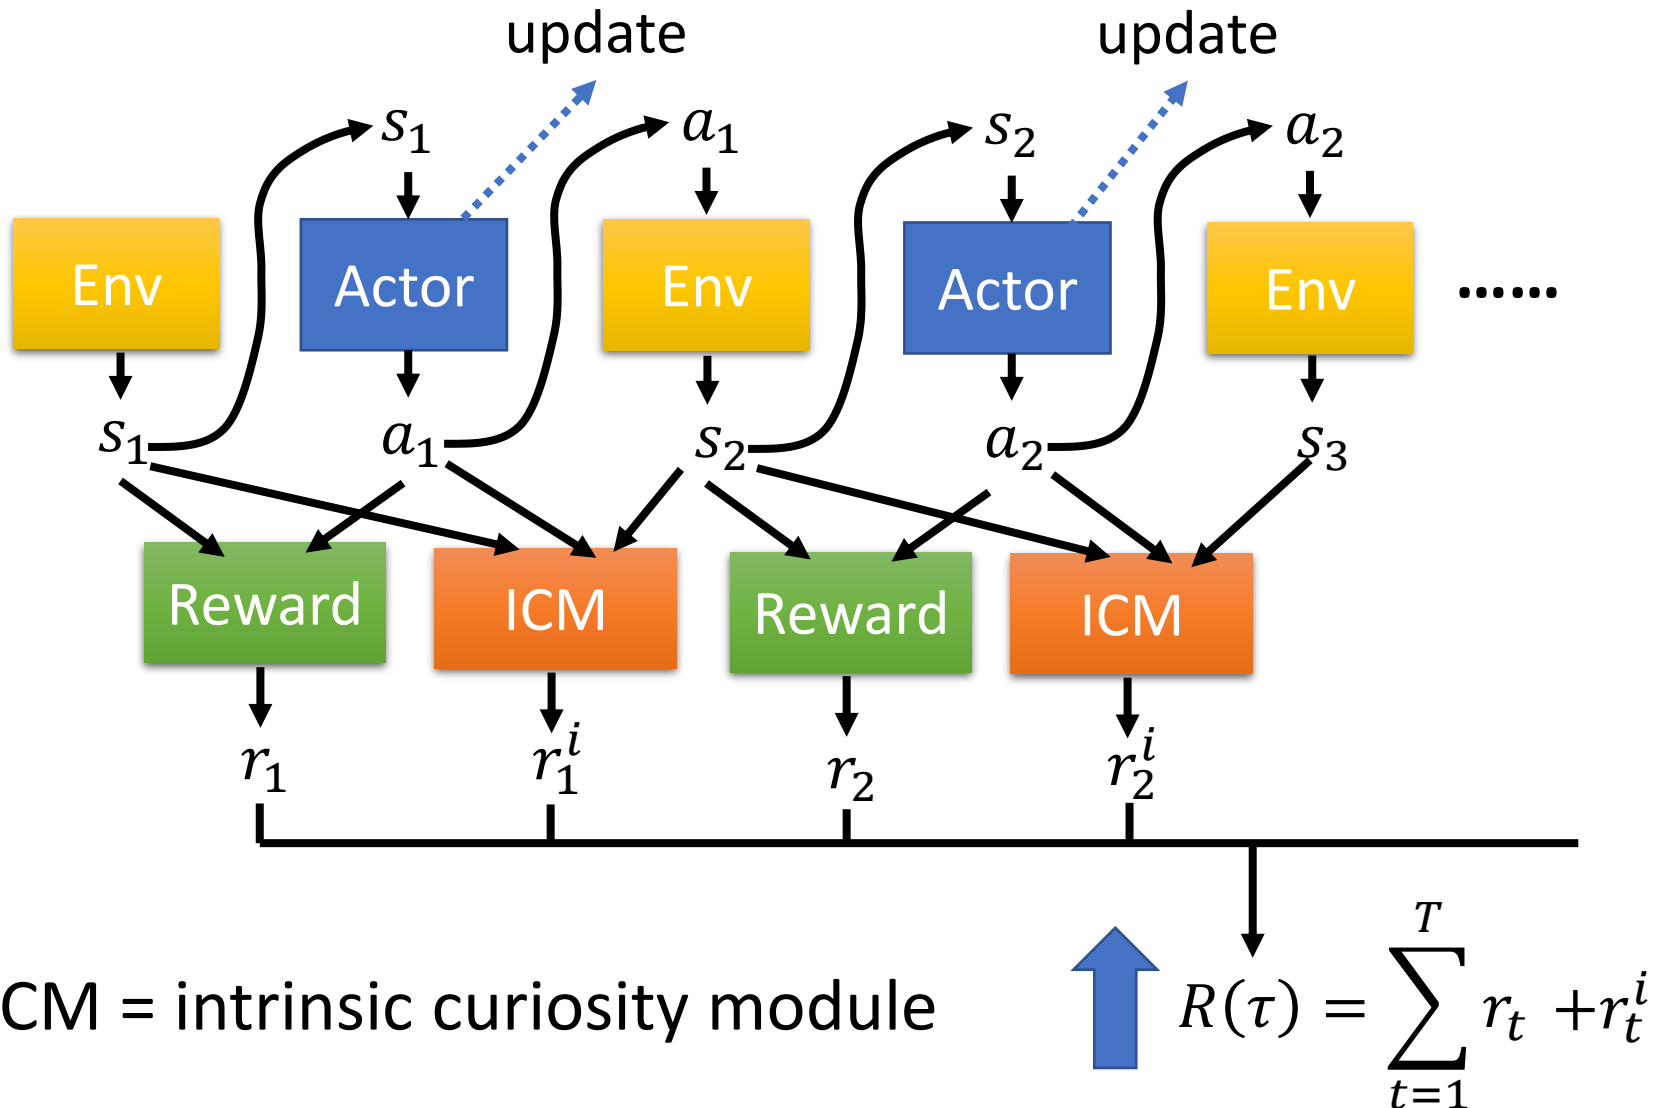 update update
s₁ a₁ s₂ a₂
Env Actor Env Actor Env ......
s₁ a₁ s₂ a₂ s₃
Reward ICM Reward ICM
r₁ r₁ⁱ r₂ r₂ⁱ
CM = intrinsic curiosity module
R(τ) = ∑ₜ₌₁ᵀ rₜ +rₜⁱ